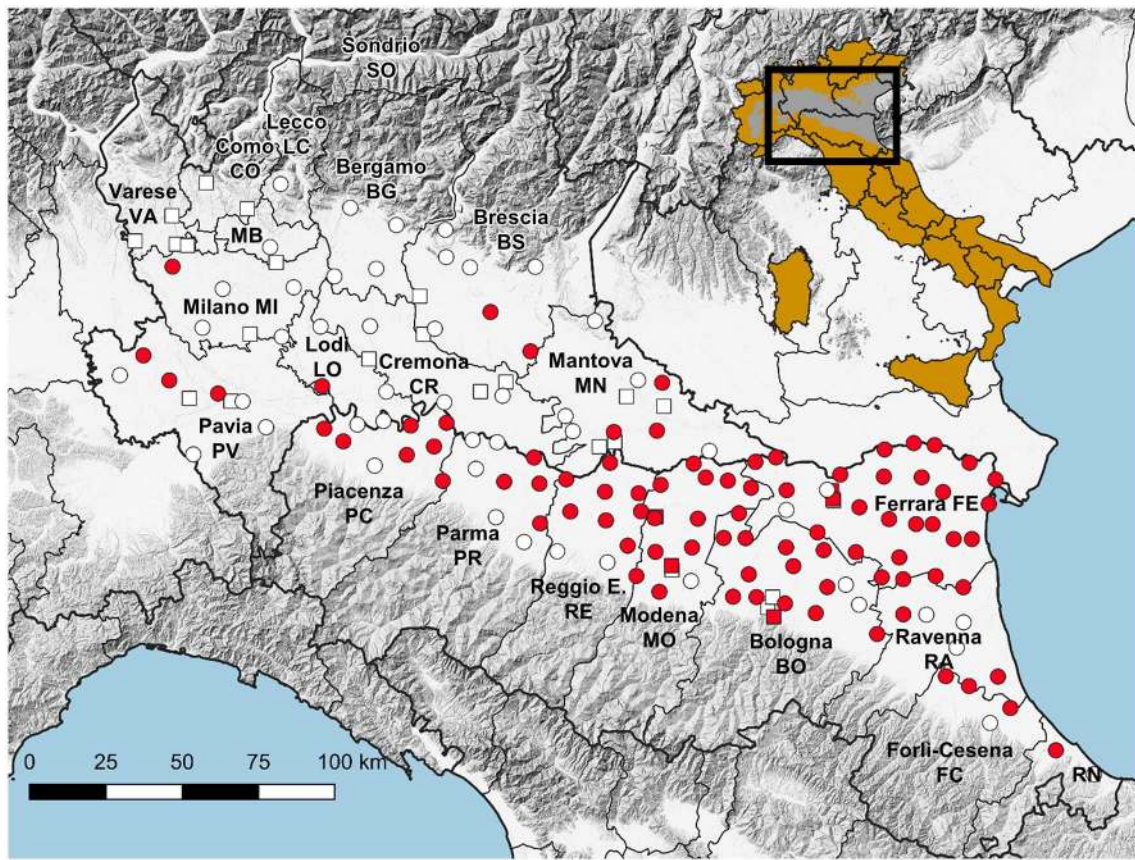 Sondrio
SO
Lecco
LC
Como
CO
Bergamo
BG
Varese
VA
Brescia
BS
MB
Milano MI
Lodi
LO
Cremona
CR
Mantova
MN
Pavia
PV
Piacenza
PC
Ferrara FE
Parma
PR
Reggio E.
RE
Modena
MO
Bologna
BO
Ravenna
RA
Forlì-Cesena
FC
RN
0 25 50 75 100 km